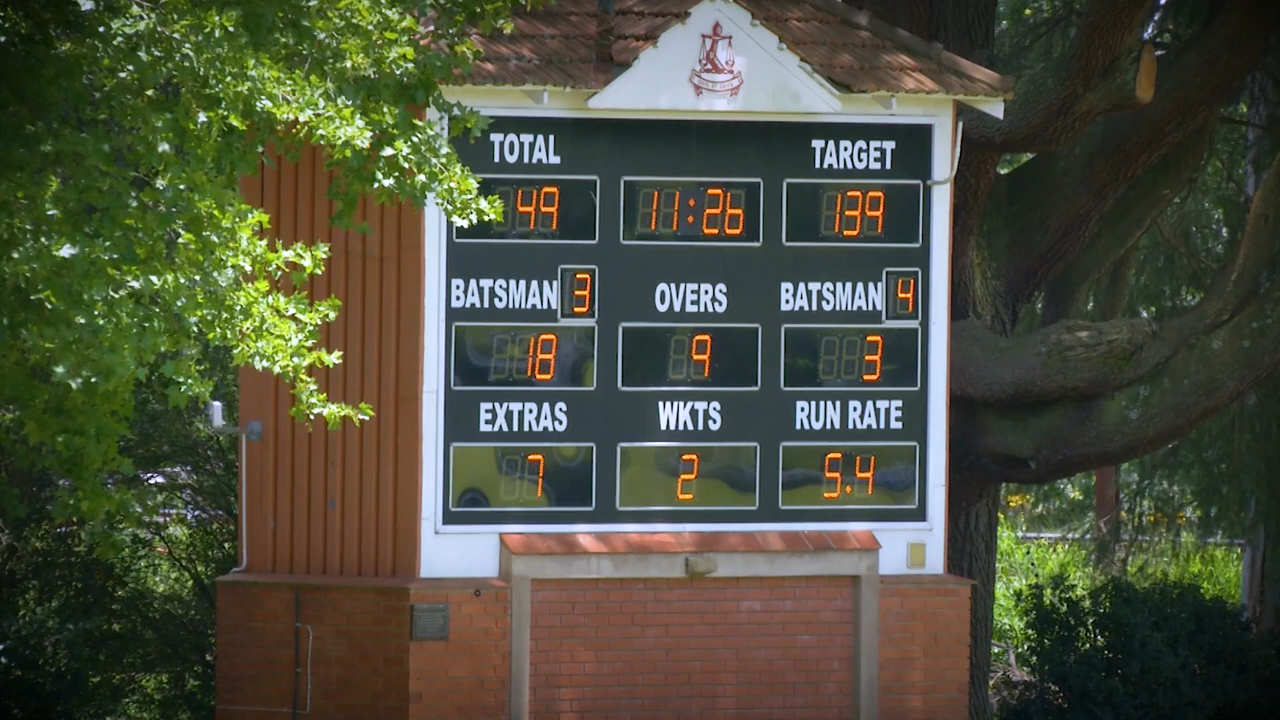 TOTAL TARGET
49 11:26 139
BATSMAN 3 OVERS BATSMAN 4
18 9 3
EXTRAS WKTS RUN RATE
7 2 5.4